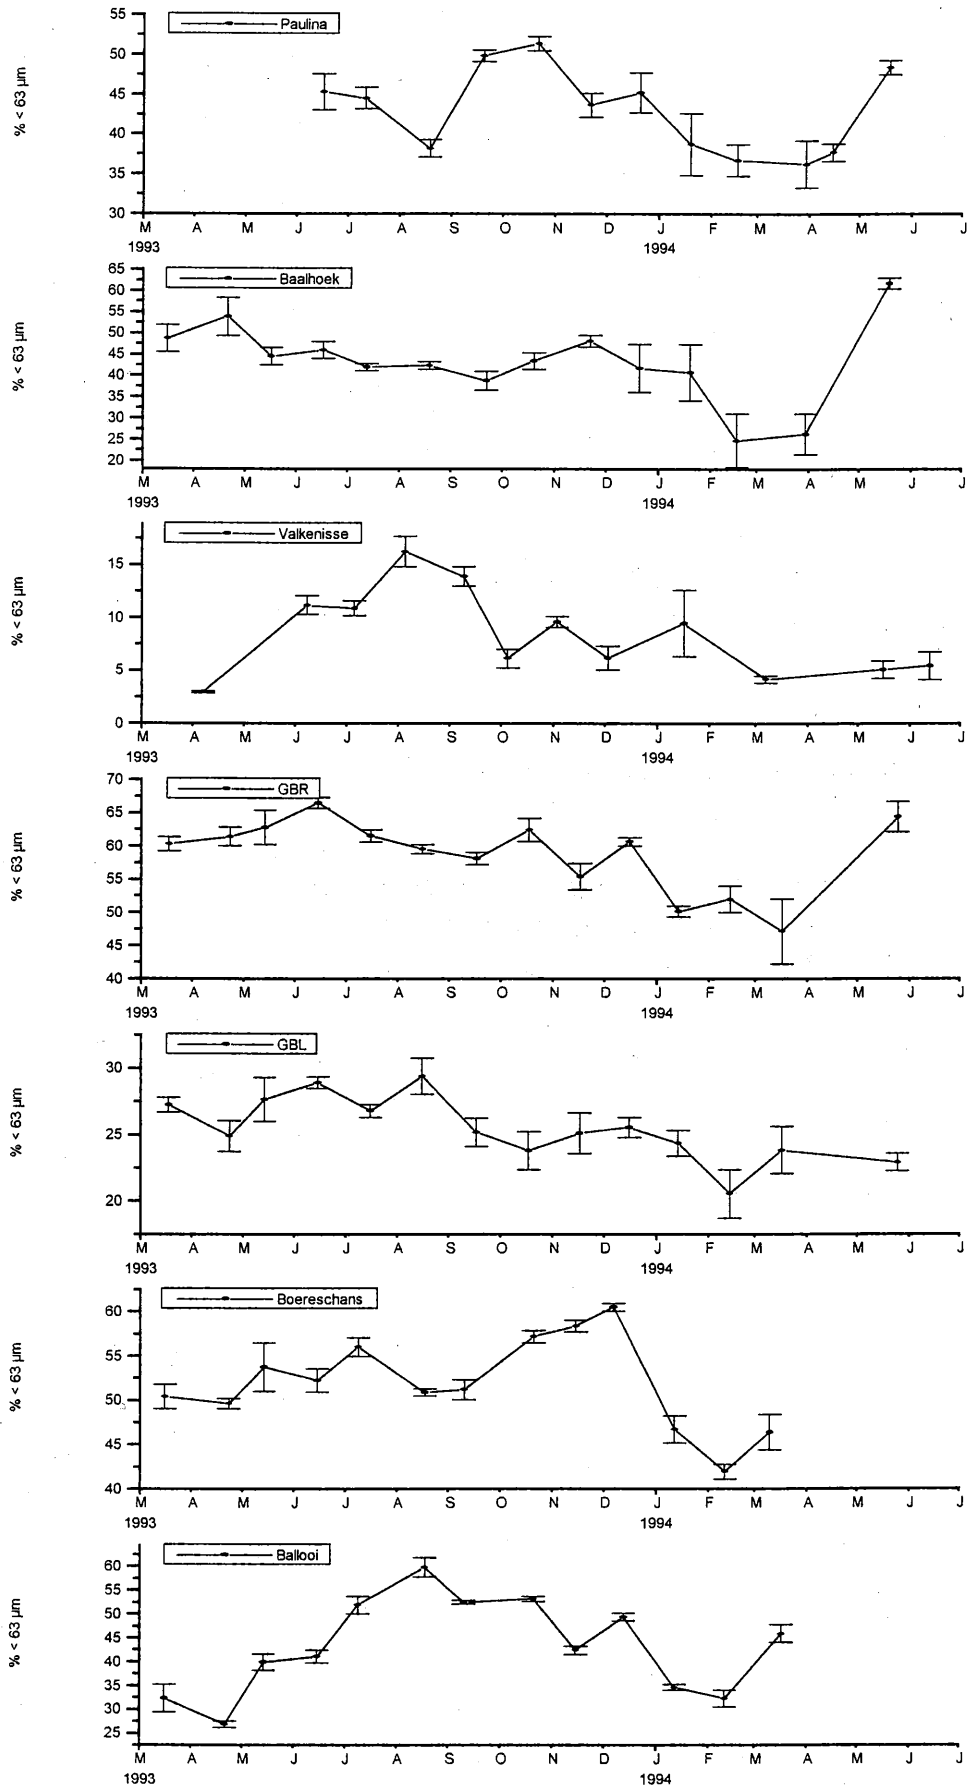 Paulina
% < 63 µm
55
50
45
40
35
30
M A M J J A S O N D J F M A M J J
1993 1994
Baalhoek
% < 63 µm
65
60
55
50
45
40
35
30
25
20
M A M J J A S O N D J F M A M J J
1993 1994
Valkenisse
% < 63 µm
15
10
5
0
M A M J J A S O N D J F M A M J J
1993 1994
GBR
% < 63 µm
70
65
60
55
50
45
40
M A M J J A S O N D J F M A M J J
1993 1994
GBL
% < 63 µm
30
25
20
M A M J J A S O N D J F M A M J J
1993 1994
Boereschans
% < 63 µm
60
55
50
45
40
M A M J J A S O N D J F M A M J J
1993 1994
Ballooi
% < 63 µm
60
55
50
45
40
35
30
25
M A M J J A S O N D J F M A M J J
1993 1994